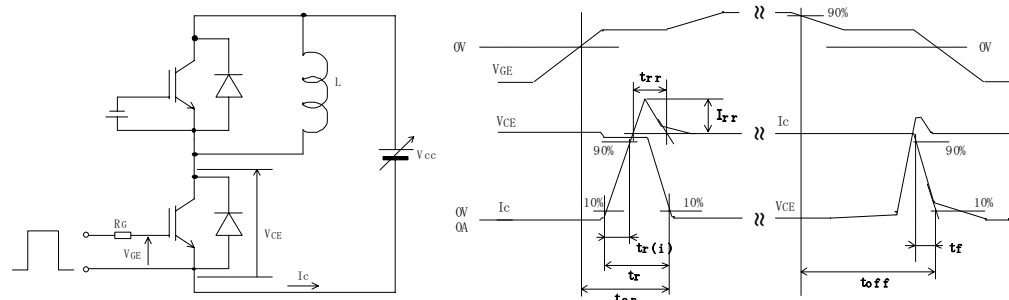 L
Vcc
RG
VGE
VCE
Ic
0V
VGE
90%
0V
trr
Irr
VCE
Ic
90%
90%
10%
10%
0V
0A
Ic
VCE
10%
tr(i)
tr
tf
toff